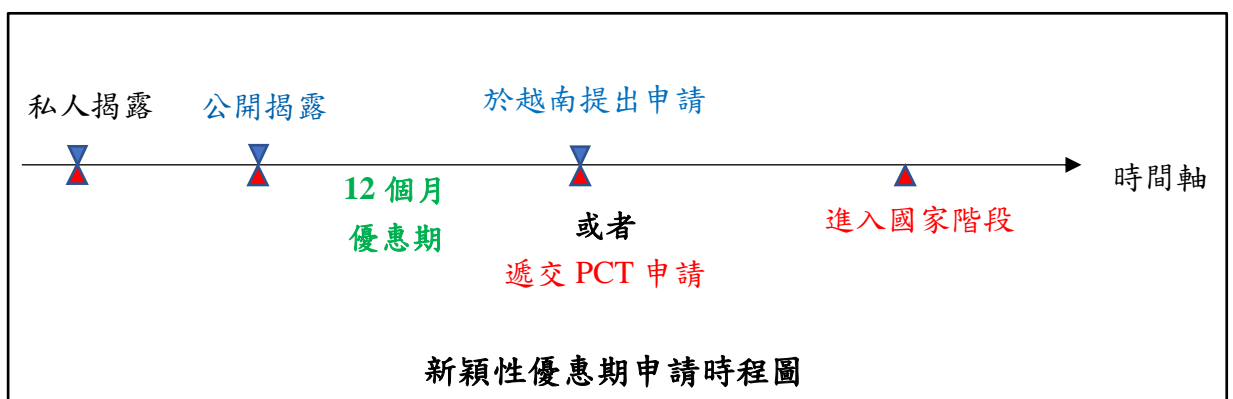 私人揭露
公開揭露
於越南提出申請
時間軸
12 個月
優惠期
或者
遞交 PCT 申請
進入國家階段
新穎性優惠期申請時程圖